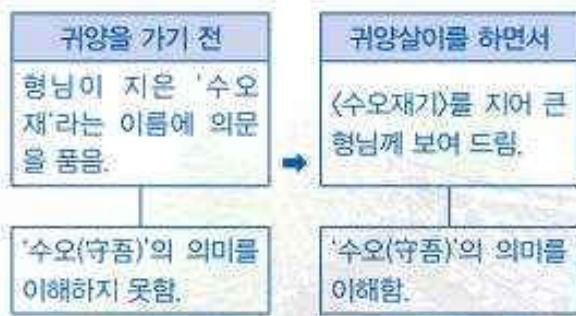 귀양을 가기 전
형님이 지은 '수오
재'라는 이름에 의문
을 품음.
'수오(守吾)'의 의미를
이해하지 못함.
귀양살이를 하면서
〈수오재기〉를 지어 큰
형님께 보여 드림.
'수오(守吾)'의 의미를
이해함.